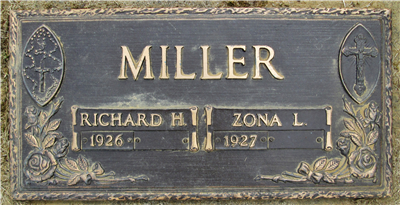 MILLER
RICHARD H. ZONA L.
1926 1927